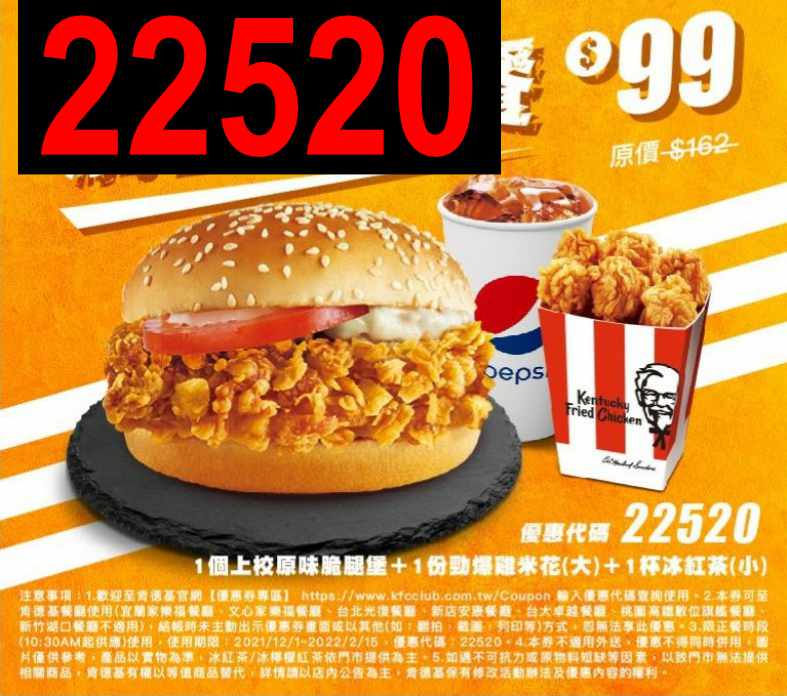 22520
$99
原價 $162
pepsi
Kentucky
Fried Chicken
優惠代碼 22520
1個上校原味脆腿堡+1份勁爆雞米花(大)+1杯冰紅茶(小)
注意事項:1.歡迎至肯德基官網【優惠券專區】 https://www.kfcclub.com.tw/Coupon 輸入優惠代碼查詢使用。2.本券可至
肯德基餐廳使用(宜蘭家樂福餐廳、文心家樂福餐廳、台北光復餐廳、新店安康餐廳、台大卓越餐廳、桃園高鐵數位旗艦餐廳、
新竹湖口餐廳不適用),結帳時未主動出示優惠券畫面或以其他(如:翻拍、截圖、列印等)方式,恕無法享此優惠。3.限正餐時段
(10:30AM起供應)使用,使用期限:2021/12/1~2022/2/15,優惠代碼:22520。4.本券不適用外送,優惠不得同時併用,圖
片僅供參考,產品以實物為準,冰紅茶/冰檸檬紅茶依門市提供為主。5.如遇不可抗力或原物料短缺等因素,以致門市無法提供
相關商品,肯德基有權以等值商品替代,詳情請以店內公告為主,肯德基保有修改活動辦法及優惠內容的權利。